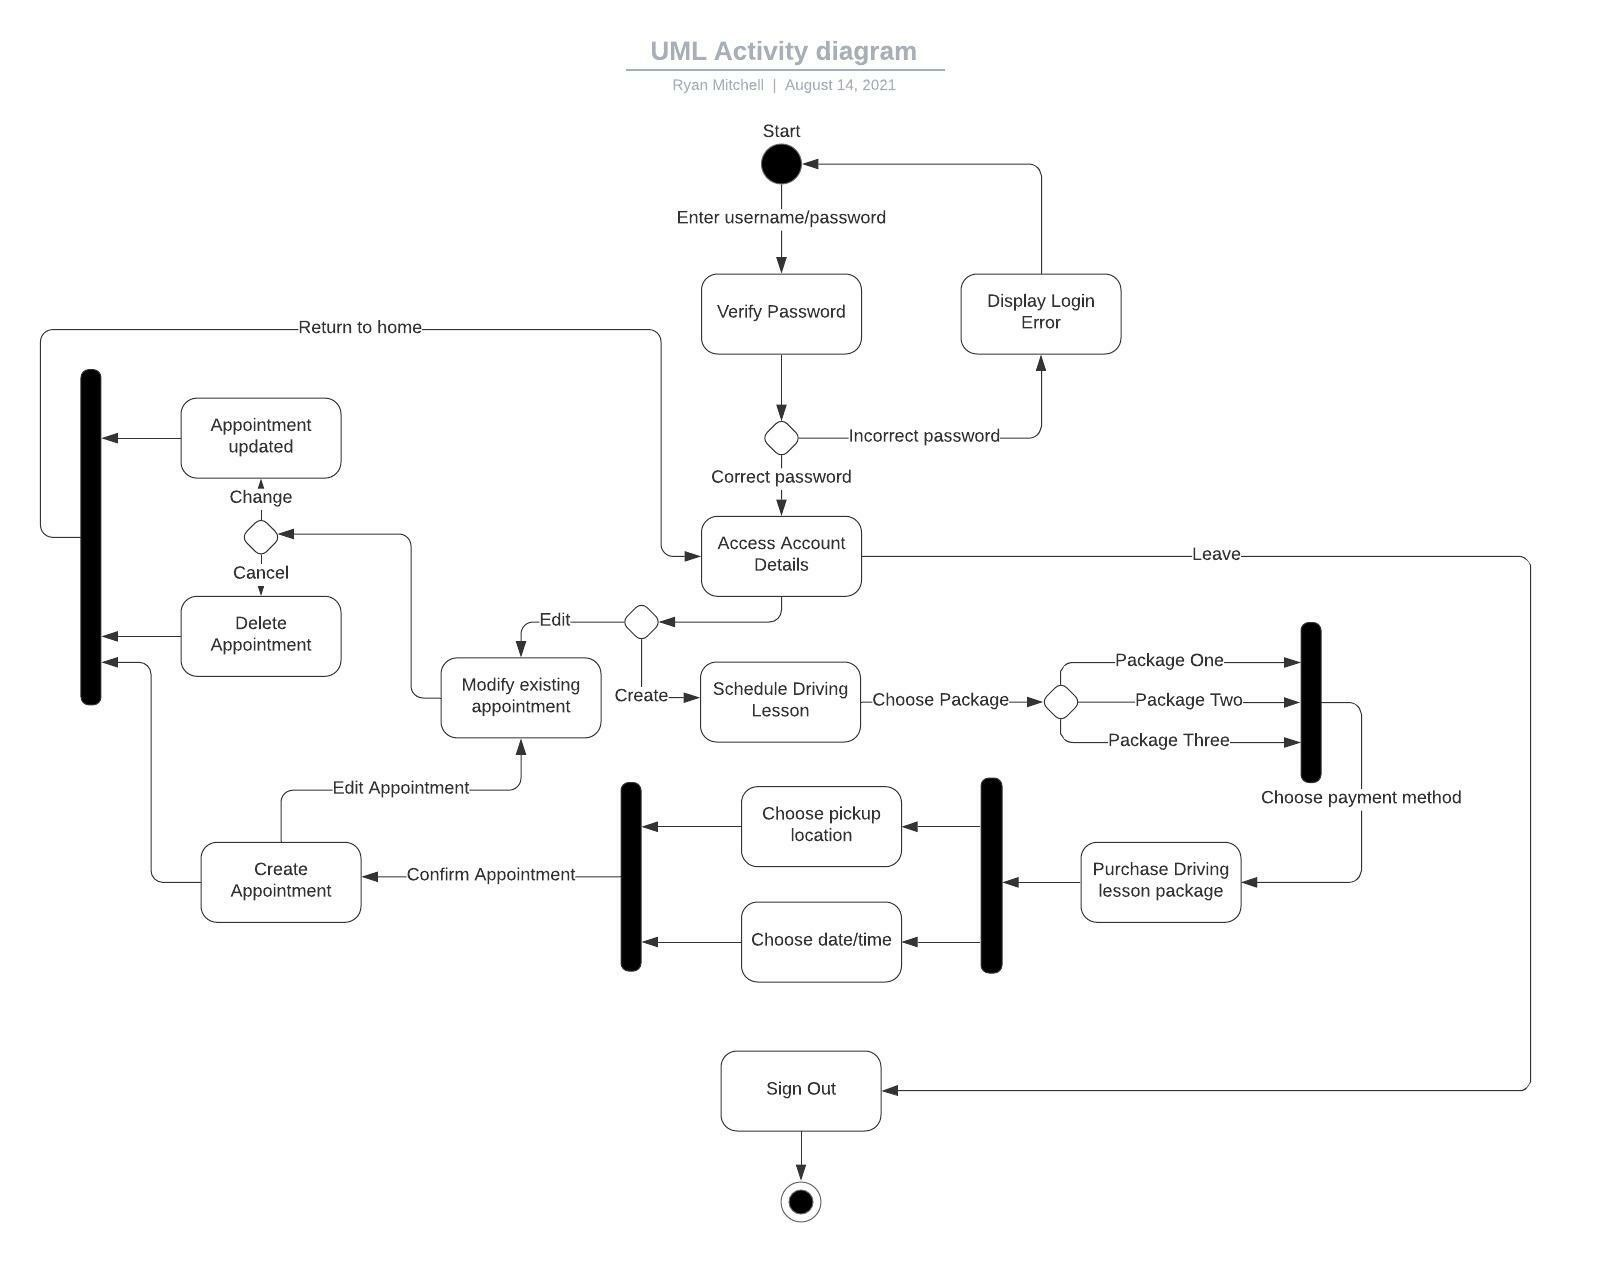 UML Activity diagram
Ryan Mitchell | August 14, 2021
Start
Enter username/password
Verify Password
Display Login
Error
Return to home
Appointment
updated
Incorrect password
Correct password
Change
Access Account
Details
Leave
Cancel
Delete
Appointment
Edit
Modify existing
appointment
Create
Schedule Driving
Lesson
Choose Package
Package One
Package Two
Package Three
Edit Appointment
Choose payment method
Choose pickup
location
Create
Appointment
Confirm Appointment
Purchase Driving
lesson package
Choose date/time
Sign Out